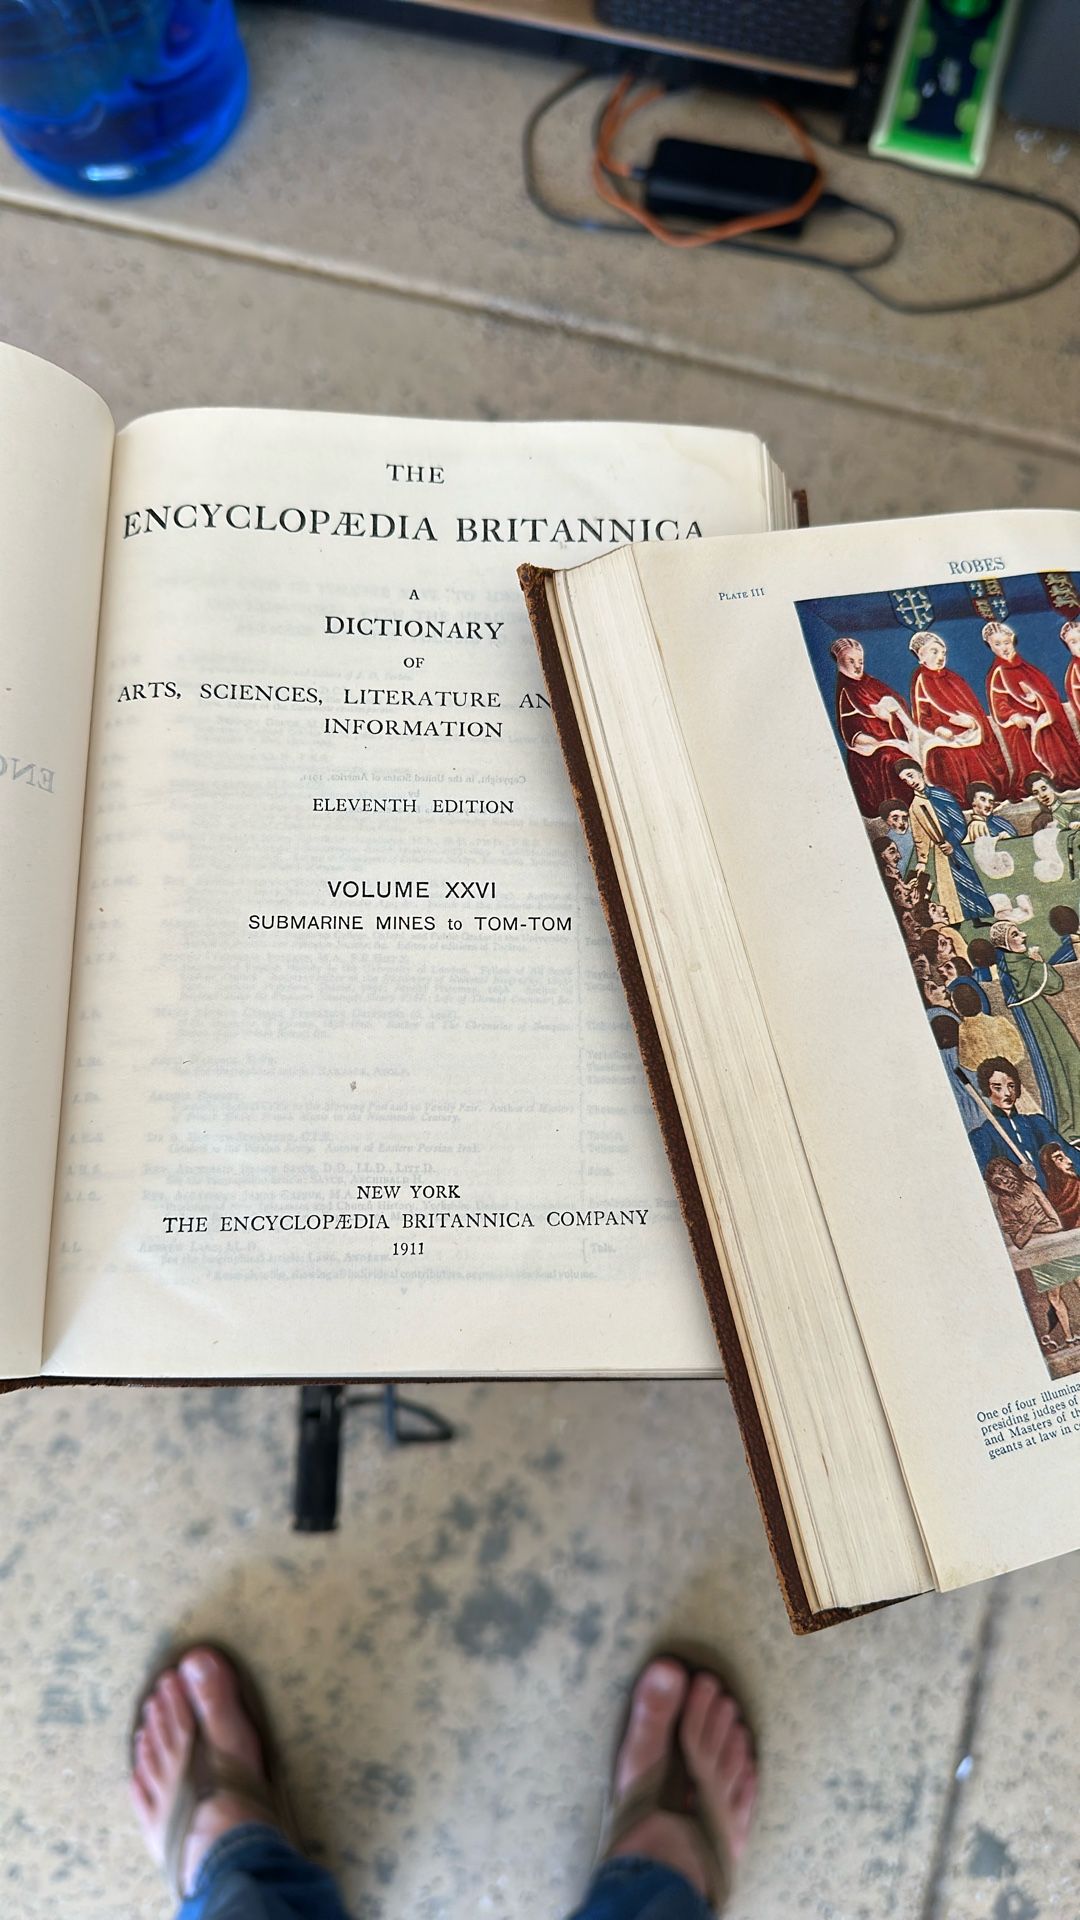 THE
ENCYCLOPÆDIA BRITANNICA
A
DICTIONARY
OF
ARTS, SCIENCES, LITERATURE AN
INFORMATION
ELEVENTH EDITION
VOLUME XXVI
SUBMARINE MINES to TOM-TOM
NEW YORK
THE ENCYCLOPÆDIA BRITANNICA COMPANY
1911
ROBES
PLATE III
One of four illumina
presiding judges of
and Masters of th
geants at law in c